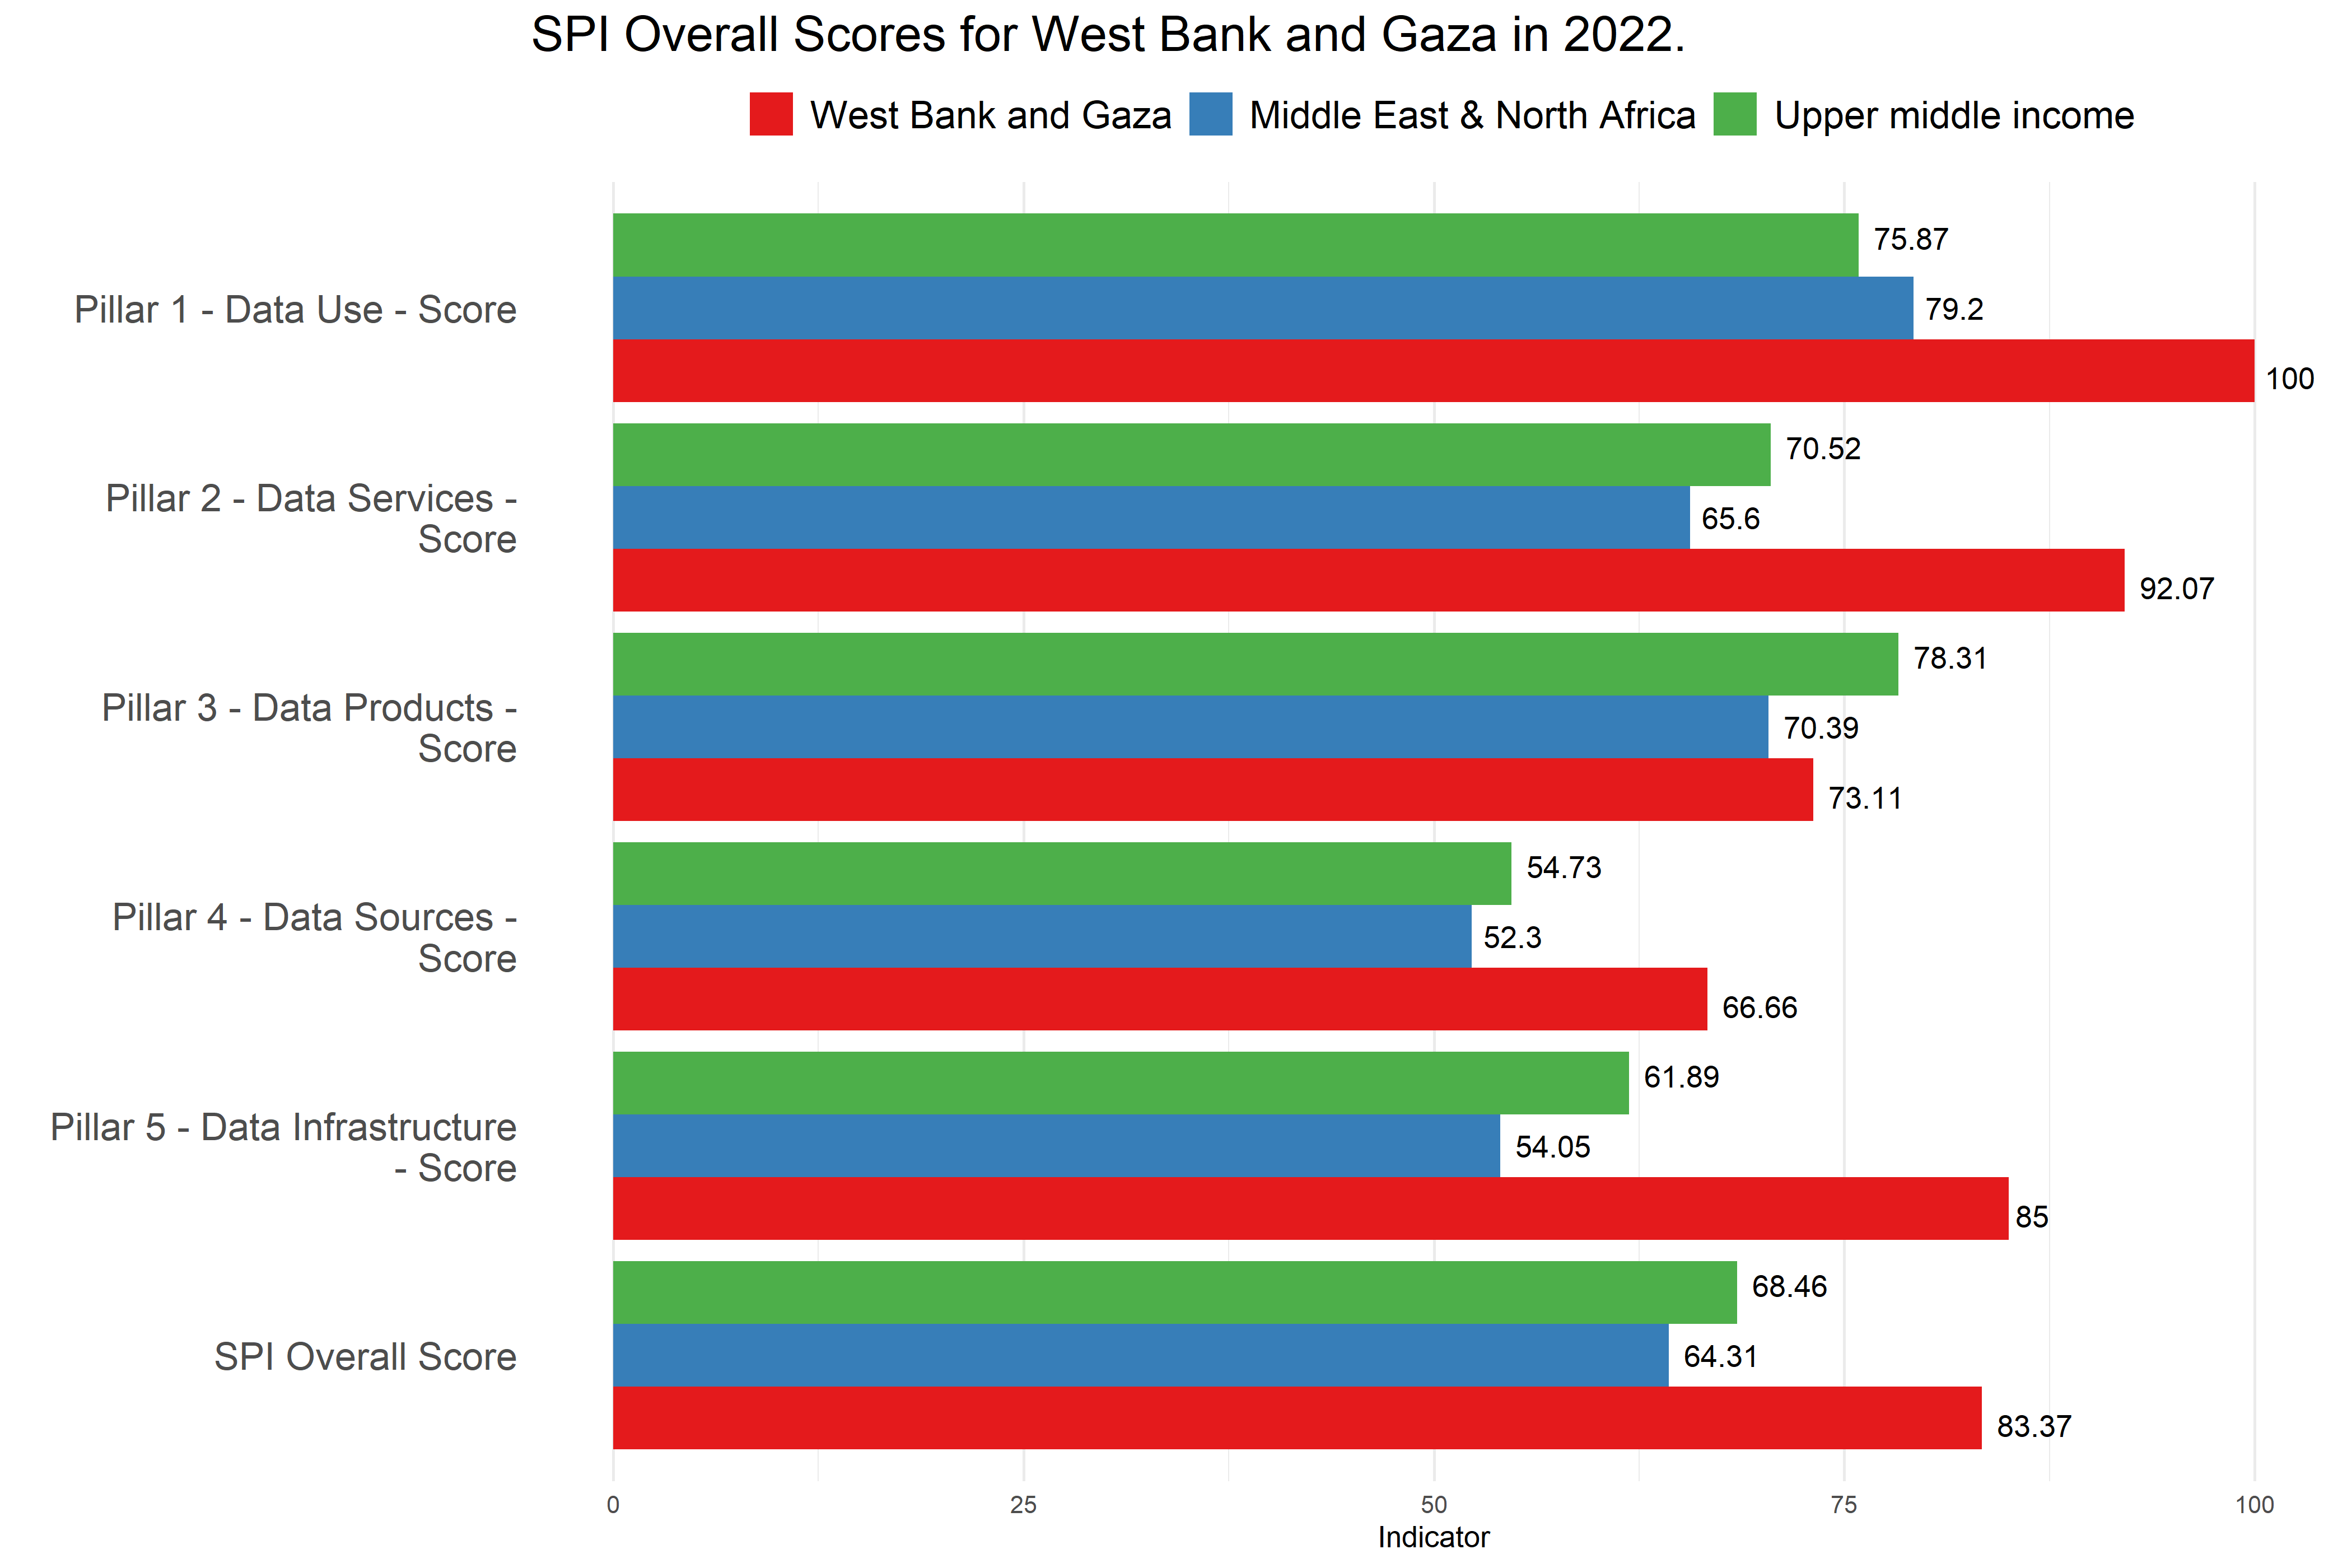 SPI Overall Scores for West Bank and Gaza in 2022.
West Bank and Gaza Middle East & North Africa Upper middle income
75.87
Pillar 1 - Data Use - Score
79.2
100
70.52
Pillar 2 - Data Services -
Score
65.6
92.07
78.31
Pillar 3 - Data Products -
Score
70.39
73.11
54.73
Pillar 4 - Data Sources -
Score
52.3
66.66
61.89
Pillar 5 - Data Infrastructure
- Score
54.05
85
68.46
SPI Overall Score
64.31
83.37
0 25 50 75 100
Indicator